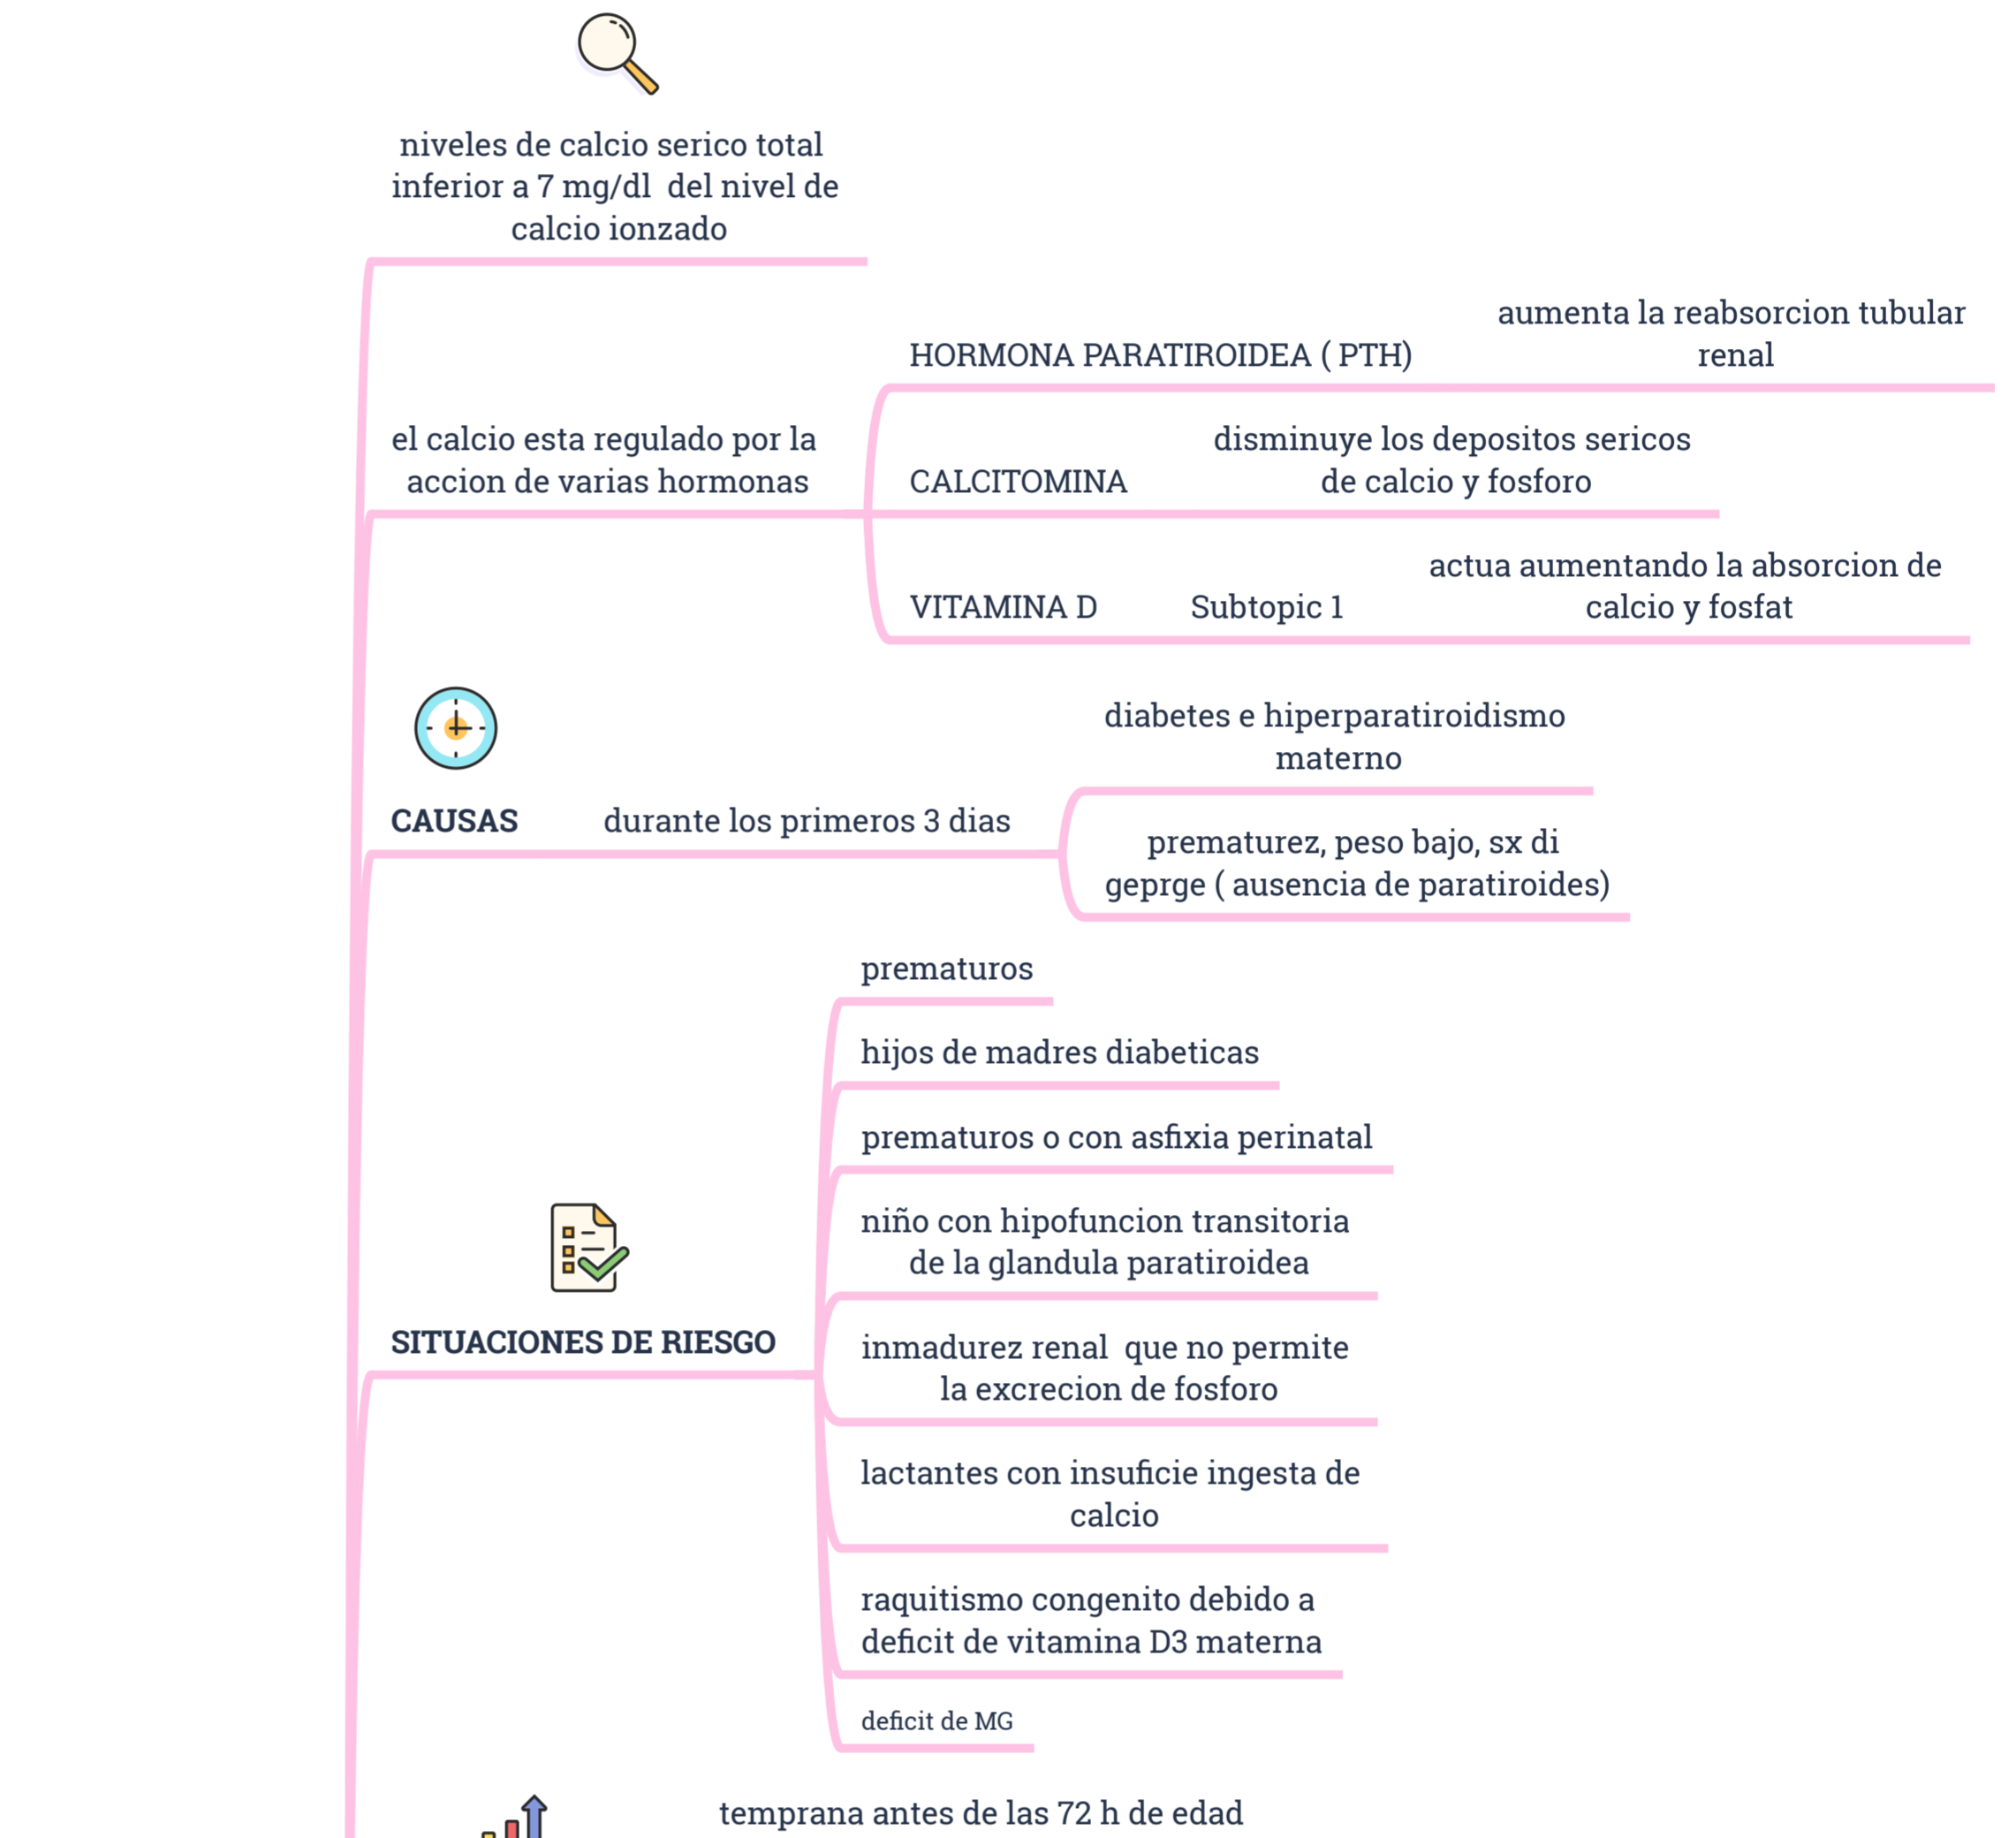 niveles de calcio serico total
inferior a 7 mg/dl  del nivel de
calcio ionzado
el calcio esta regulado por la
accion de varias hormonas
HORMONA PARATIROIDEA ( PTH)
aumenta la reabsorcion tubular
renal
CALCITOMINA
disminuye los depositos sericos
de calcio y fosforo
VITAMINA D
Subtopic 1
actua aumentando la absorcion de
calcio y fosfat
CAUSAS
durante los primeros 3 dias
diabetes e hiperparatiroidismo
materno
prematurez, peso bajo, sx di
geprge ( ausencia de paratiroides)
SITUACIONES DE RIESGO
prematuros
hijos de madres diabeticas
prematuros o con asfixia perinatal
niño con hipofuncion transitoria
de la glandula paratiroidea
inmadurez renal  que no permite
la excrecion de fosforo
lactantes con insuficie ingesta de
calcio
raquitismo congenito debido a
deficit de vitamina D3 materna
deficit de MG
temprana antes de las 72 h de edad